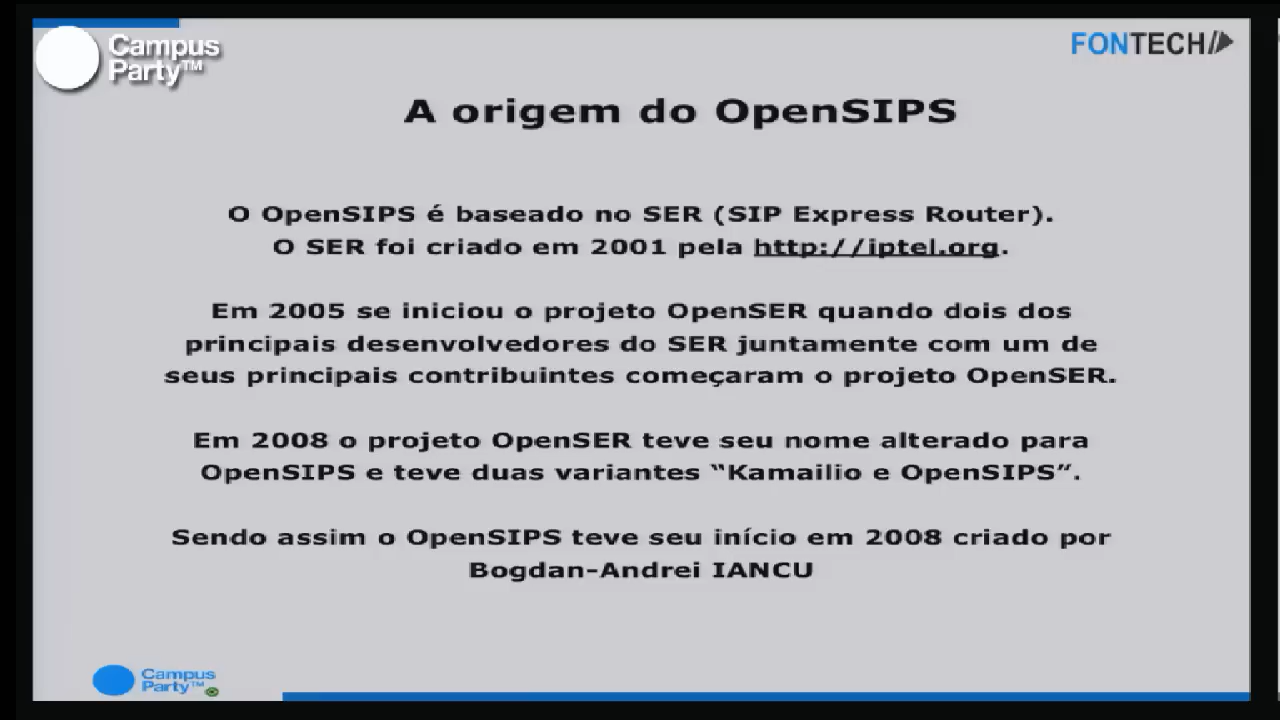 Campus
Party™
FONTECH
A origem do OpenSIPS
O OpenSIPS é baseado no SER (SIP Express Router).
O SER foi criado em 2001 pela http://iptel.org.
Em 2005 se iniciou o projeto OpenSER quando dois dos
principais desenvolvedores do SER juntamente com um de
seus principais contribuintes começaram o projeto OpenSER.
Em 2008 o projeto OpenSER teve seu nome alterado para
OpenSIPS e teve duas variantes “Kamailio e OpenSIPS”.
Sendo assim o OpenSIPS teve seu início em 2008 criado por
Bogdan-Andrei IANCU
Campus
Party™